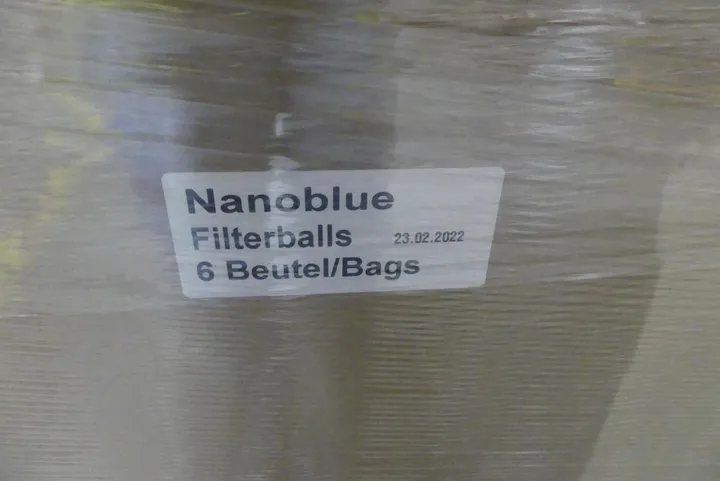 Nanoblue
Filterballs 23.02.2022
6 Beutel/Bags